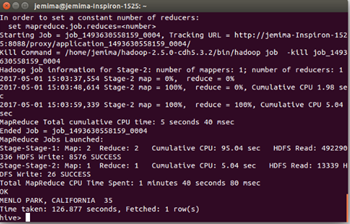 jemima@jemima-Inspiron-1525: ~
In order to set a constant number of reducers:
set mapreduce.job.reduces=<number>
Starting Job = job_1493630558159_0004, Tracking URL = http://jemima-Inspiron-152
5:8088/proxy/application_1493630558159_0004/
Kill Command = /home/jemima/hadoop-2.5.0-cdh5.3.2/bin/hadoop job  -kill job_1493
630558159_0004
Hadoop job information for Stage-2: number of mappers: 1; number of reducers: 1
2017-05-01 15:03:37,554 Stage-2 map = 0%,  reduce = 0%
2017-05-01 15:03:48,614 Stage-2 map = 100%,  reduce = 0%, Cumulative CPU 1.98 se
c
2017-05-01 15:03:59,339 Stage-2 map = 100%,  reduce = 100%, Cumulative CPU 5.04
sec
MapReduce Total cumulative CPU time: 5 seconds 40 msec
Ended Job = job_1493630558159_0004
MapReduce Jobs Launched:
Stage-Stage-1: Map: 2  Reduce: 2   Cumulative CPU: 95.04 sec   HDFS Read: 492290
336 HDFS Write: 8576 SUCCESS
Stage-Stage-2: Map: 1  Reduce: 1   Cumulative CPU: 5.04 sec   HDFS Read: 13339 H
DFS Write: 26 SUCCESS
Total MapReduce CPU Time Spent: 1 minutes 40 seconds 80 msec
OK
MENLO PARK, CALIFORNIA  35
Time taken: 126.877 seconds, Fetched: 1 row(s)
hive>